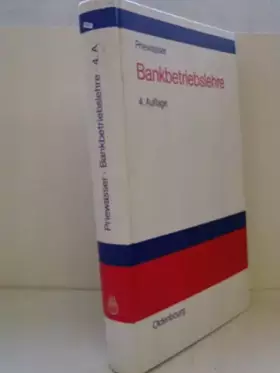 Priewasser
Bankbetriebslehre
4. Auflage
Oldenbourg
Priewasser · Bankbetriebslehre · 4. A